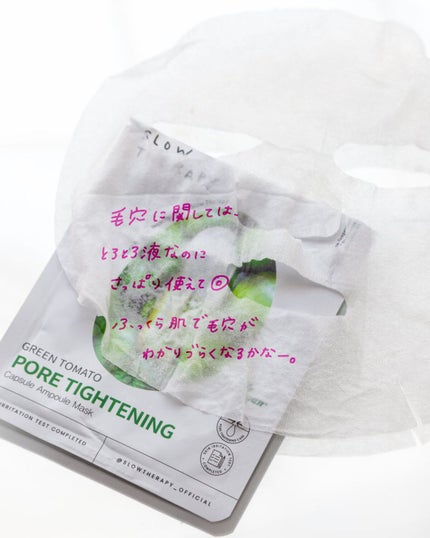 SLOW
THERAPY
毛穴に関しては、
とろとろ液なのに
さっぱり使えて◎
ふっくら肌で毛穴が
わかりづらくなるかなー。
GREEN TOMATO
PORE TIGHTENING
Capsule Ampoule Mask
IRRITATION TEST COMPLETED
@SLOWTHERAPY_OFFICIAL